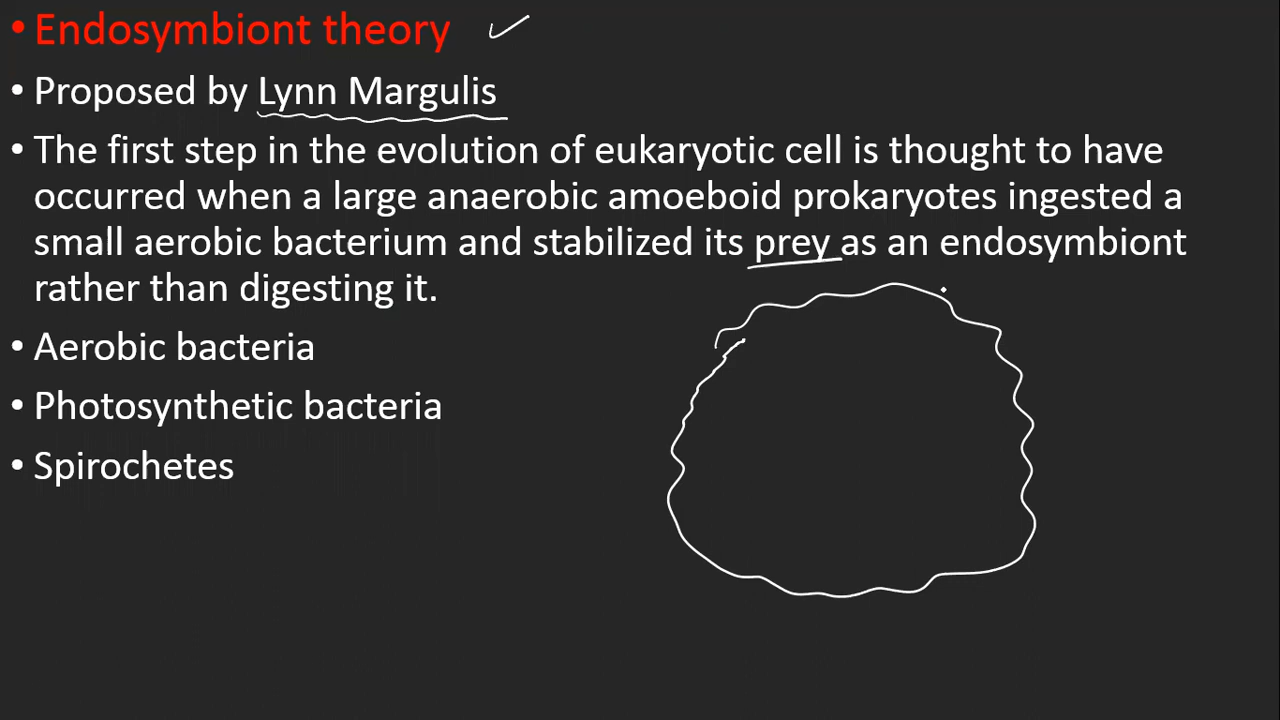 • Endosymbiont theory
• Proposed by Lynn Margulis
• The first step in the evolution of eukaryotic cell is thought to have
occurred when a large anaerobic amoeboid prokaryotes ingested a
small aerobic bacterium and stabilized its prey as an endosymbiont
rather than digesting it.
• Aerobic bacteria
• Photosynthetic bacteria
• Spirochetes